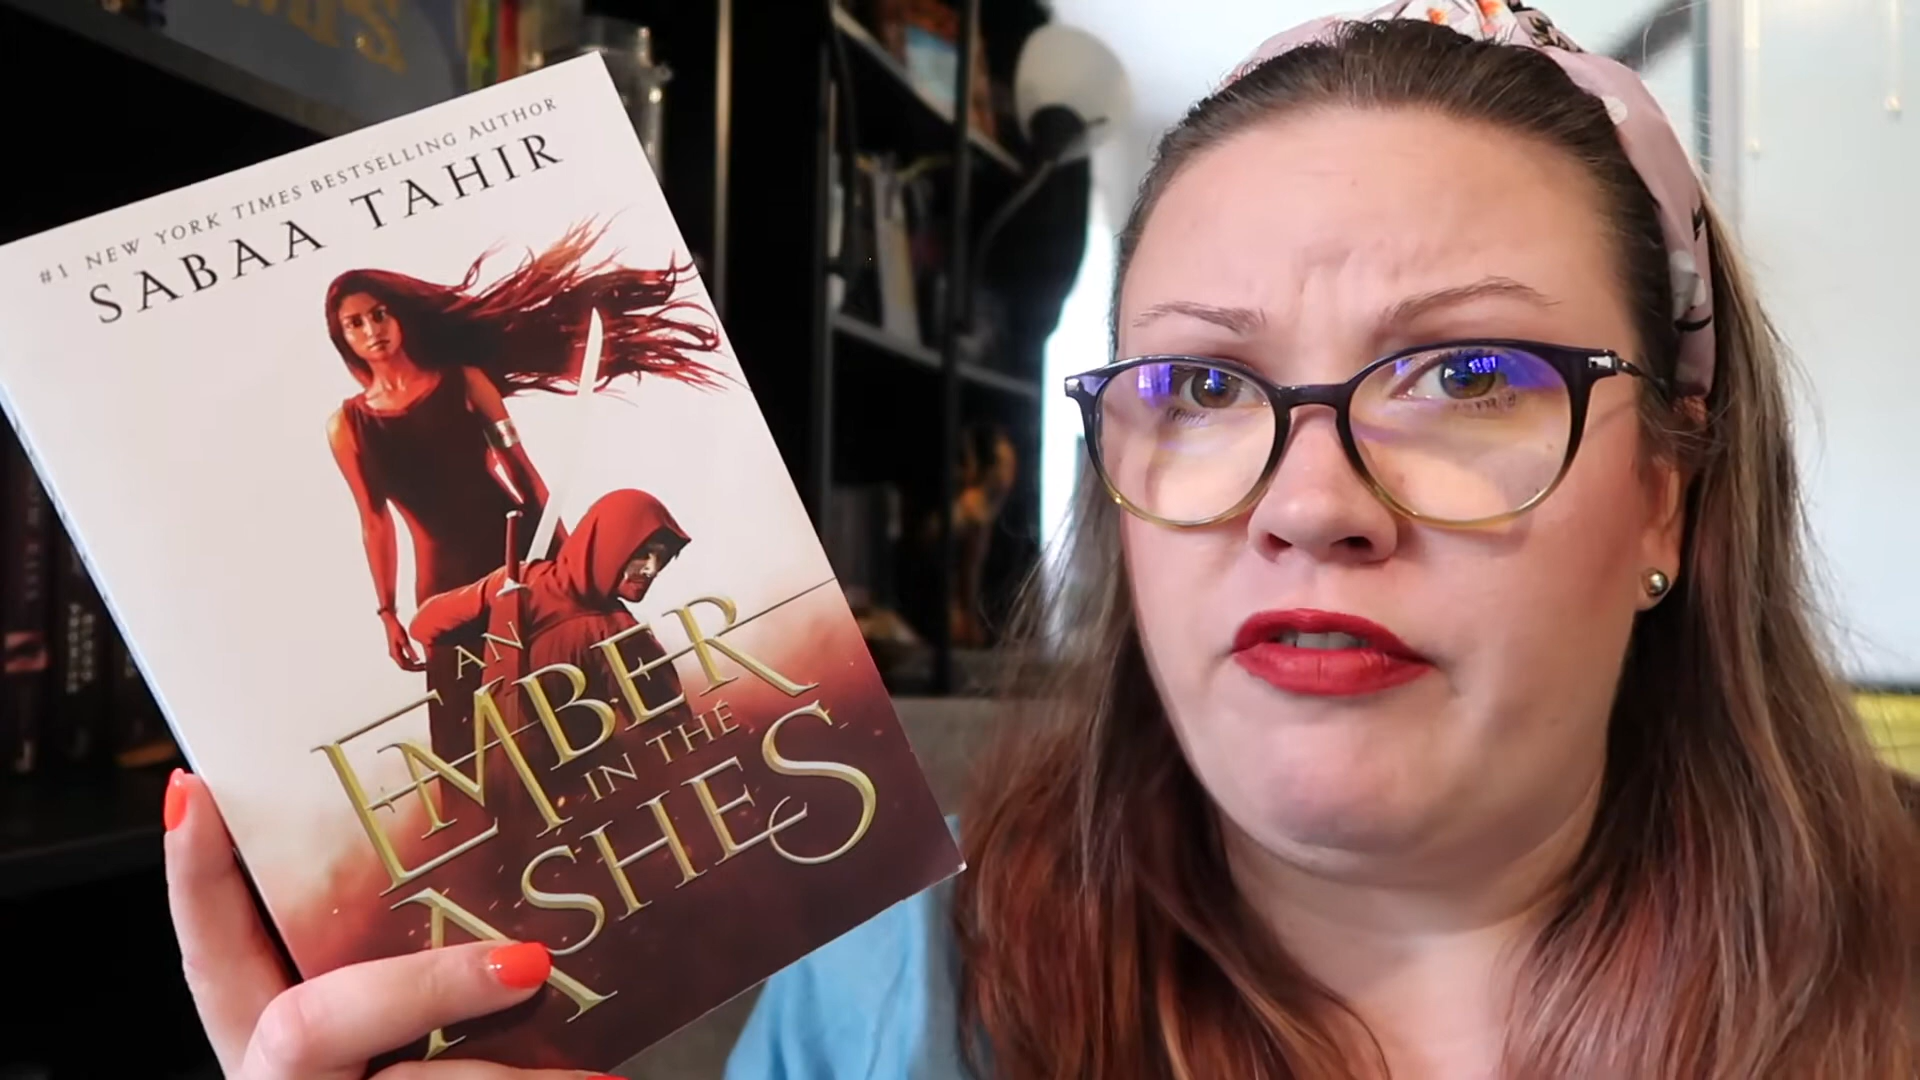 #1 NEW YORK TIMES BESTSELLING AUTHOR
SABAA TAHIR
AN
EMBER
IN THE
ASHES